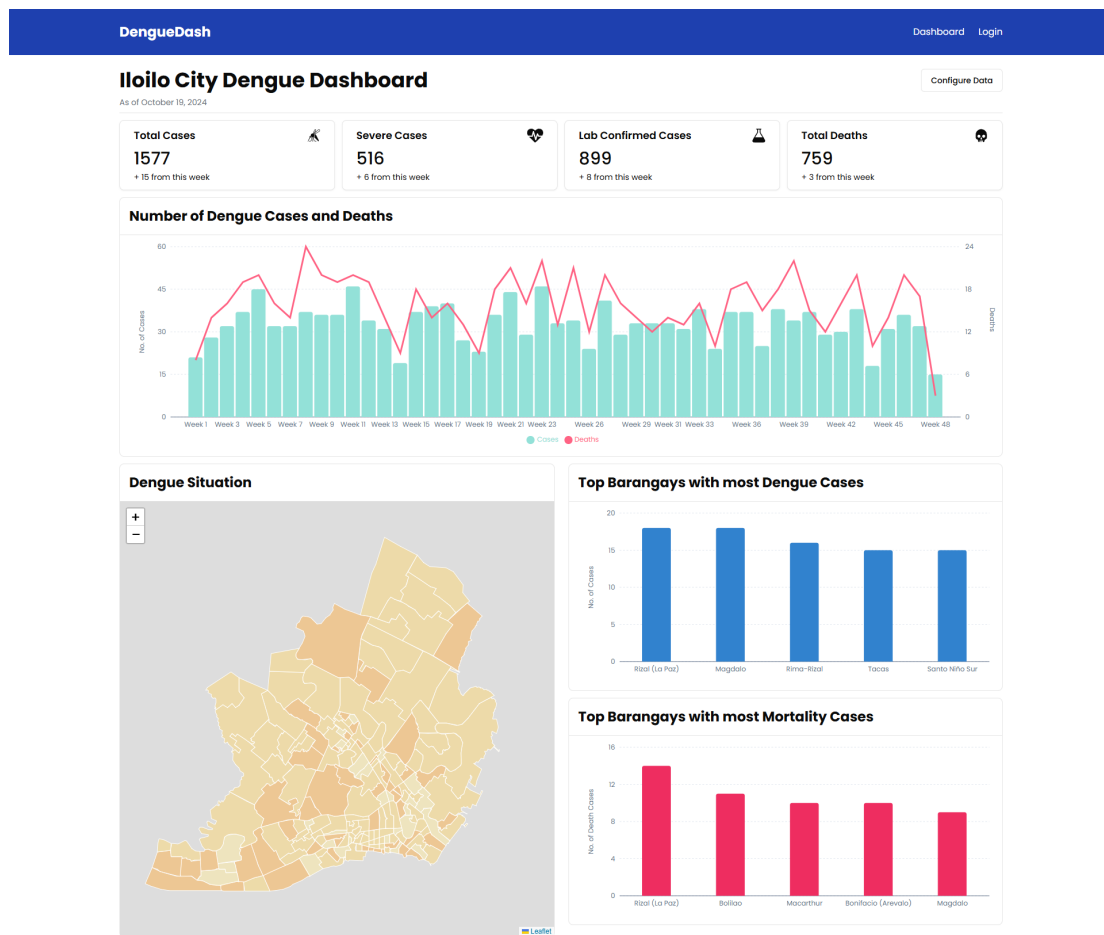 DengueDash
Dashboard Login
Iloilo City Dengue Dashboard
Configure Data
As of October 19, 2024
Total Cases
1577
+ 15 from this week
Severe Cases
516
+ 6 from this week
Lab Confirmed Cases
899
+ 8 from this week
Total Deaths
759
+ 3 from this week
Number of Dengue Cases and Deaths
No. of Cases
60
45
30
15
0
24
18
12
6
0
Deaths
Week 1 Week 3 Week 5 Week 7 Week 9 Week 11 Week 13 Week 15 Week 17 Week 19 Week 21 Week 23 Week 26 Week 29 Week 31 Week 33 Week 36 Week 39 Week 42 Week 45 Week 48
Cases Deaths
Dengue Situation
+
−
Leaflet
Top Barangays with most Dengue Cases
No. of Cases
20
15
10
5
0
Rizal (La Paz) Magdalo Rima-Rizal Tacas Santo Niño Sur
Top Barangays with most Mortality Cases
No. of Death Cases
16
12
8
4
0
Rizal (La Paz) Bolilao Macarthur Bonifacio (Arevalo) Magdalo